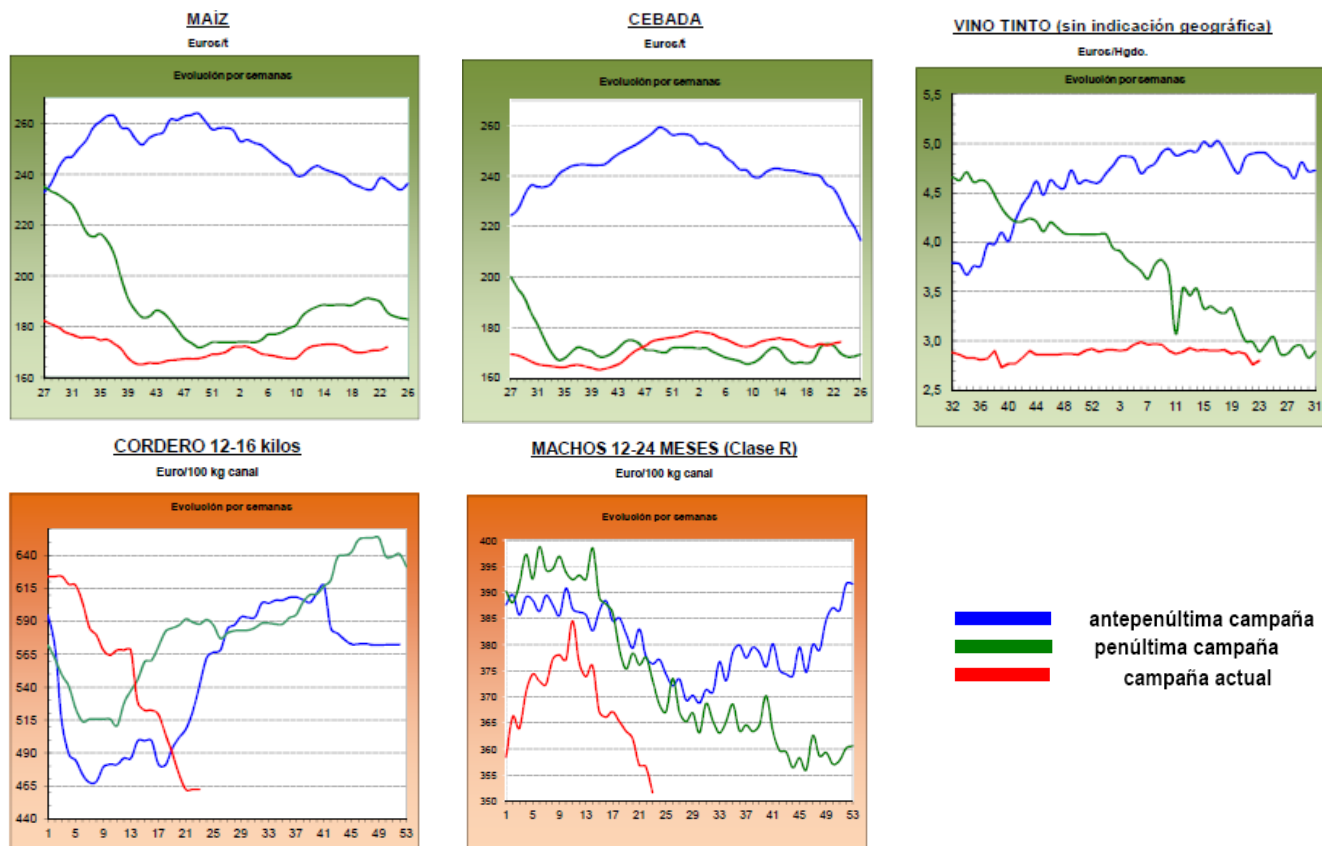 MAÍZ
Euros/t
Evolución por semanas
260
240
220
200
180
160
27 31 35 39 43 47 51 2 6 10 14 18 22 26
CEBADA
Euros/t
Evolución por semanas
260
240
220
200
180
160
27 31 35 39 43 47 51 2 6 10 14 18 22 26
VINO TINTO (sin indicación geográfica)
Euros/Hgdo.
Evolución por semanas
5,5
5,0
4,5
4,0
3,5
3,0
2,5
32 36 40 44 48 52 3 7 11 15 19 23 27 31
CORDERO 12-16 kilos
Euro/100 kg canal
Evolución por semanas
640
615
590
565
540
515
490
465
440
1 5 9 13 17 21 25 29 33 37 41 45 49 53
MACHOS 12-24 MESES (Clase R)
Euro/100 kg canal
Evolución por semanas
400
395
390
385
380
375
370
365
360
355
350
1 5 9 13 17 21 25 29 33 37 41 45 49 53
antepenúltima campaña
penúltima campaña
campaña actual